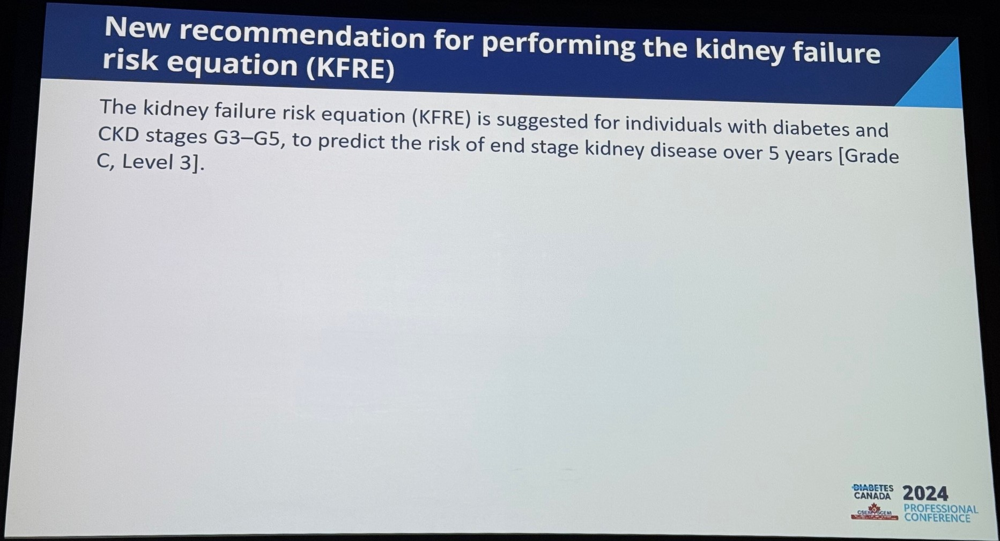 New recommendation for performing the kidney failure
risk equation (KFRE)
The kidney failure risk equation (KFRE) is suggested for individuals with diabetes and
CKD stages G3–G5, to predict the risk of end stage kidney disease over 5 years [Grade
C, Level 3].
DIABETES
CANADA
CSEM SCEM
2024
PROFESSIONAL
CONFERENCE